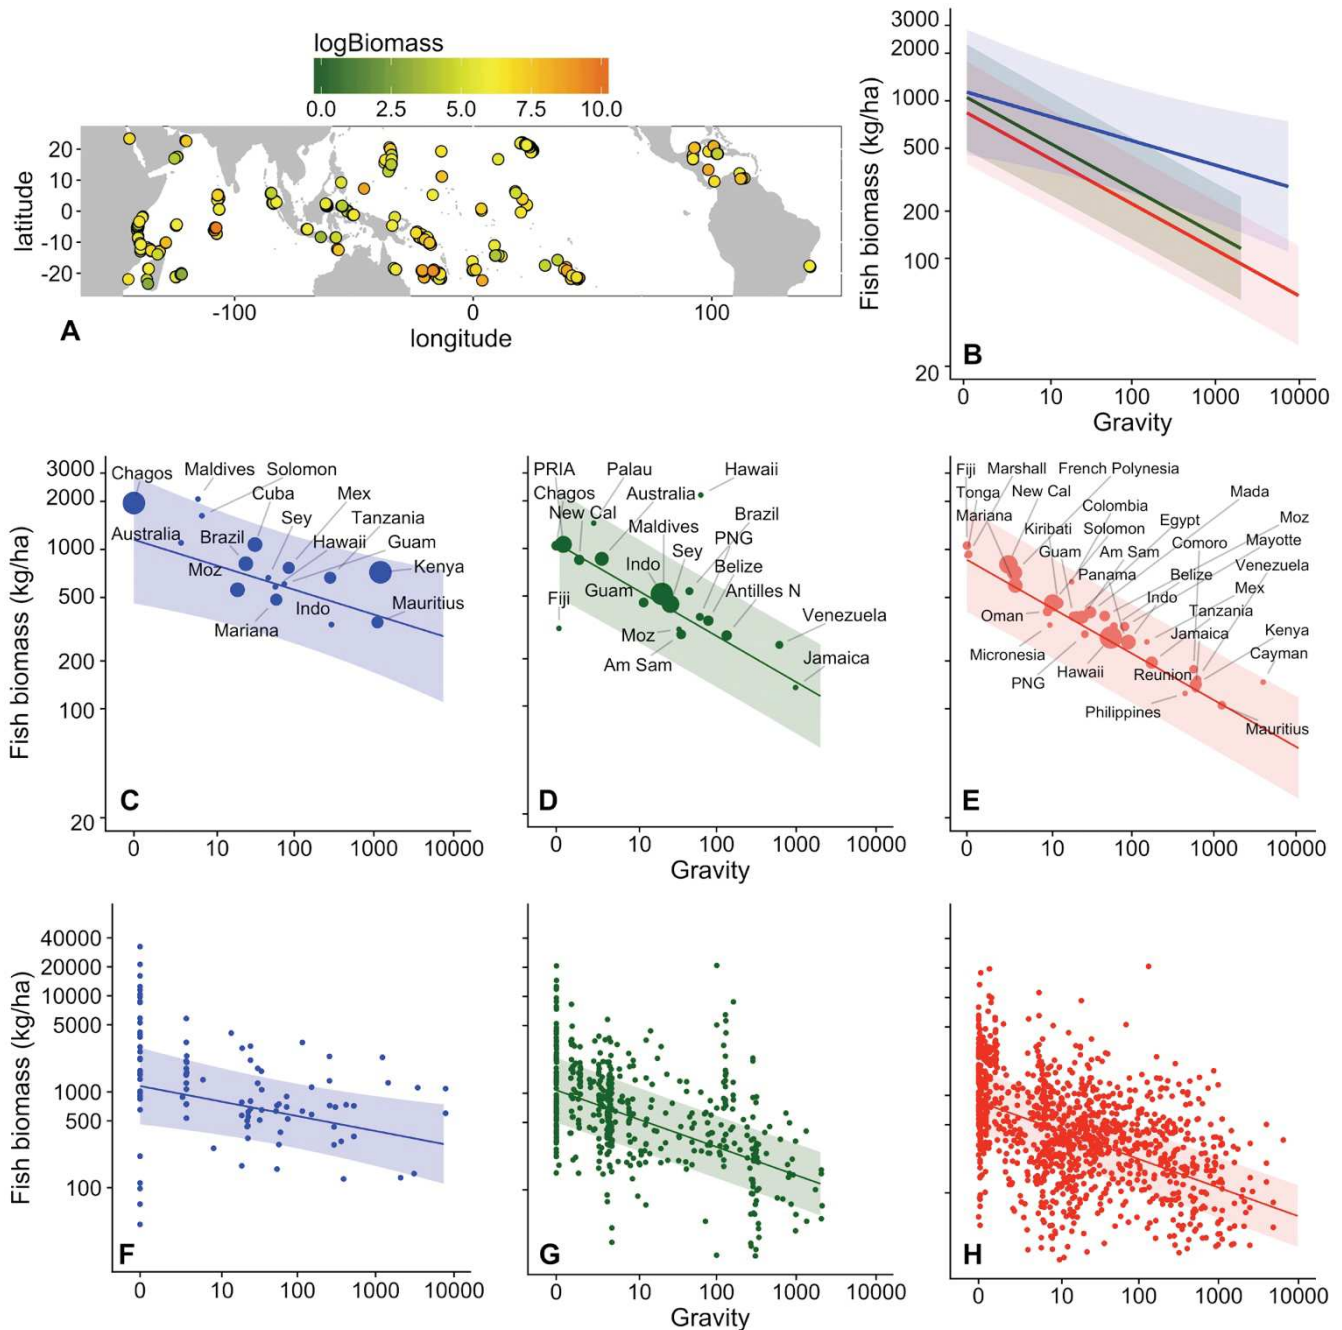 logBiomass
0.0 2.5 5.0 7.5 10.0
latitude
20
10
0
-10
-20
-100 0 100
longitude
A
Fish biomass (kg/ha)
3000
2000
1000
500
200
100
20
B
0 10 100 1000 10000
Gravity
Fish biomass (kg/ha)
3000
2000
1000
500
200
100
20
Chagos
Maldives
Solomon
Cuba
Mex
Sey
Tanzania
Australia
Brazil
Hawaii
Guam
Moz
Kenya
Indo
Mauritius
Mariana
C
0 10 100 1000 10000
PRIA
Palau
Hawaii
Chagos
New Cal
Australia
Maldives
Brazil
Indo
Sey
PNG
Belize
Guam
Antilles N
Fiji
Venezuela
Moz
Am Sam
Jamaica
D
0 10 100 1000 10000
Gravity
Fiji
Marshall
French Polynesia
Tonga
New Cal
Colombia
Mada
Mariana
Kiribati
Solomon
Egypt
Moz
Guam
Am Sam
Comoro
Mayotte
Panama
Belize
Venezuela
Oman
Indo
Mex
Tanzania
Micronesia
Jamaica
Kenya
PNG
Hawaii
Reunion
Cayman
Philippines
Mauritius
E
0 10 100 1000 10000
Fish biomass (kg/ha)
40000
20000
10000
5000
1000
500
100
F
0 10 100 1000 10000
G
0 10 100 1000 10000
Gravity
H
0 10 100 1000 10000